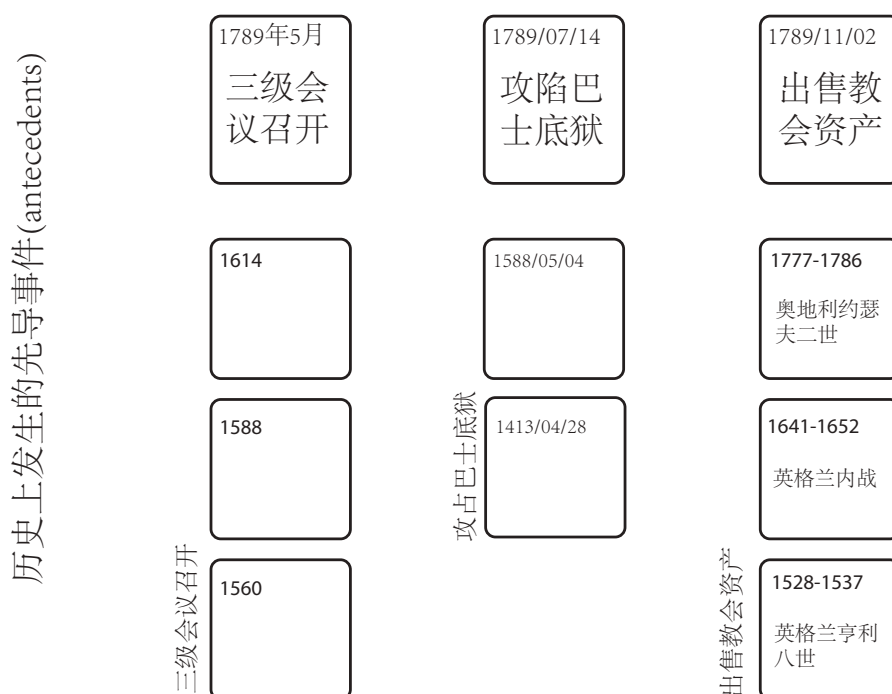 历史上发生的先导事件(antecedents)
1789年5月
三级会
议召开
1789/07/14
攻陷巴
士底狱
1789/11/02
出售教
会资产
三级会议召开
1614
1588
1560
攻占巴士底狱
1588/05/04
1413/04/28
出售教会资产
1777-1786
奥地利约瑟
夫二世
1641-1652
英格兰内战
1528-1537
英格兰亨利
八世